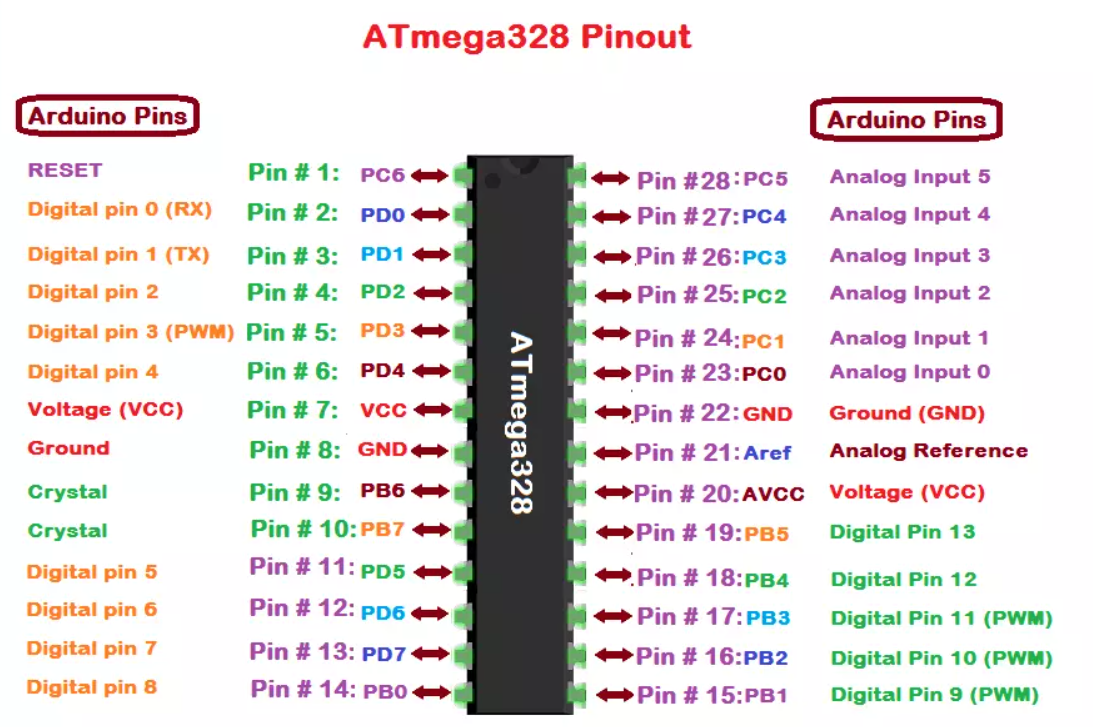 ATmega328 Pinout
Arduino Pins Arduino Pins
RESET Pin # 1: PC6 Pin #28:PC5 Analog Input 5
Digital pin 0 (RX) Pin # 2: PD0 Pin #27:PC4 Analog Input 4
Digital pin 1 (TX) Pin # 3: PD1 Pin # 26:PC3 Analog Input 3
Digital pin 2 Pin # 4: PD2 Pin # 25:PC2 Analog Input 2
Digital pin 3 (PWM) Pin # 5: PD3 Pin # 24:PC1 Analog Input 1
Digital pin 4 Pin # 6: PD4 Pin # 23:PC0 Analog Input 0
Voltage (VCC) Pin # 7: VCC Pin # 22:GND Ground (GND)
Ground Pin # 8: GND Pin # 21:Aref Analog Reference
Crystal Pin # 9: PB6 Pin # 20:AVCC Voltage (VCC)
Crystal Pin # 10:PB7 Pin # 19:PB5 Digital Pin 13
Digital pin 5 Pin # 11: PD5 Pin # 18:PB4 Digital Pin 12
Digital pin 6 Pin # 12: PD6 Pin # 17:PB3 Digital Pin 11 (PWM)
Digital pin 7 Pin # 13: PD7 Pin # 16:PB2 Digital Pin 10 (PWM)
Digital pin 8 Pin # 14: PB0 Pin # 15:PB1 Digital Pin 9 (PWM)
ATmega328